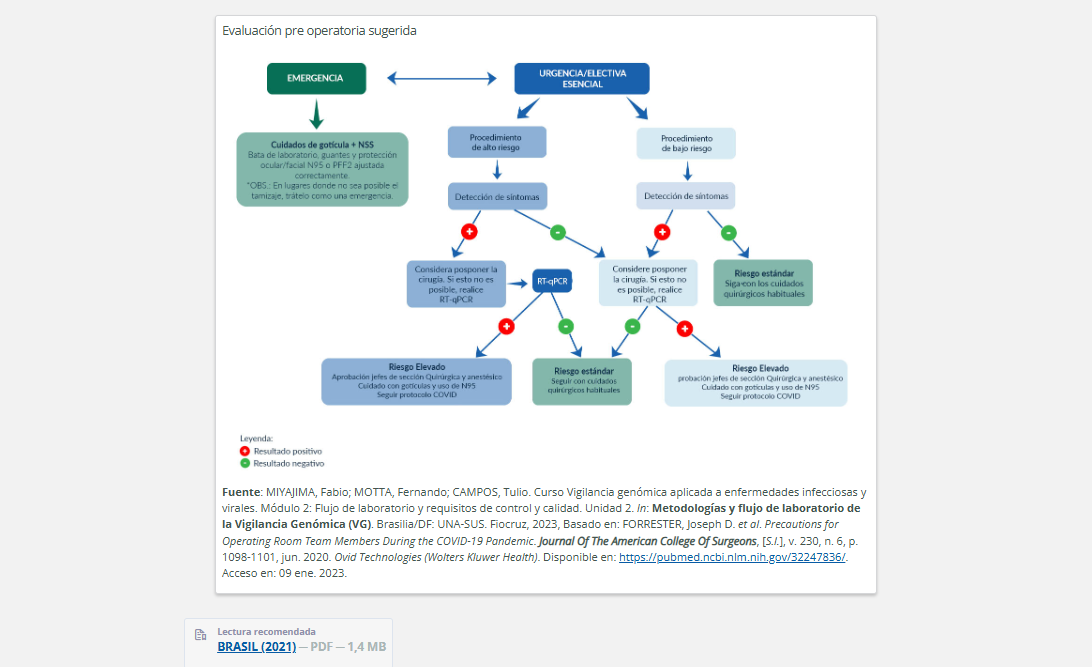 Evaluación pre operatoria sugerida
EMERGENCIA
URGENCIA/ELECTIVA
ESENCIAL
Cuidados de gotícula + NSS
Bata de laboratorio, guantes y protección
ocular/facial N95 o PFF2 ajustada
correctamente.
*OBS.: En lugares donde no sea posible el
tamizaje, trátelo como una emergencia.
Procedimiento
de alto riesgo
Procedimiento
de bajo riesgo
Detección de síntomas
Detección de síntomas
+
-
+
-
Considera posponer la
cirugía. Si esto no es
posible, realice
RT-qPCR
RT-qPCR
Considere posponer
la cirugía. Si esto no
es posible, realice
RT-qPCR
Riesgo estándar
Siga con los cuidados
quirúrgicos habituales
+
-
-
+
Riesgo Elevado
Aprobación jefes de sección Quirúrgica y anestésico
Cuidado con gotículas y uso de N95
Seguir protocolo COVID
Riesgo estándar
Seguir con cuidados
quirúrgicos habituales
Riesgo Elevado
probación jefes de sección Quirúrgica y anestésico
Cuidado con gotículas y uso de N95
Seguir protocolo COVID
Leyenda:
+ Resultado positivo
- Resultado negativo
Fuente: MIYAJIMA, Fabio; MOTTA, Fernando; CAMPOS, Tulio. Curso Vigilancia genómica aplicada a enfermedades infecciosas y
virales. Módulo 2: Flujo de laboratorio y requisitos de control y calidad. Unidad 2. In: Metodologías y flujo de laboratorio de
la Vigilancia Genómica (VG). Brasilia/DF: UNA-SUS. Fiocruz, 2023, Basado en: FORRESTER, Joseph D. et al. Precautions for
Operating Room Team Members During the COVID-19 Pandemic. Journal Of The American College Of Surgeons, [S.l.], v. 230, n. 6, p.
1098-1101, jun. 2020. Ovid Technologies (Wolters Kluwer Health). Disponible en: https://pubmed.ncbi.nlm.nih.gov/32247836/.
Acceso en: 09 ene. 2023.
Lectura recomendada
BRASIL (2021) — PDF — 1,4 MB